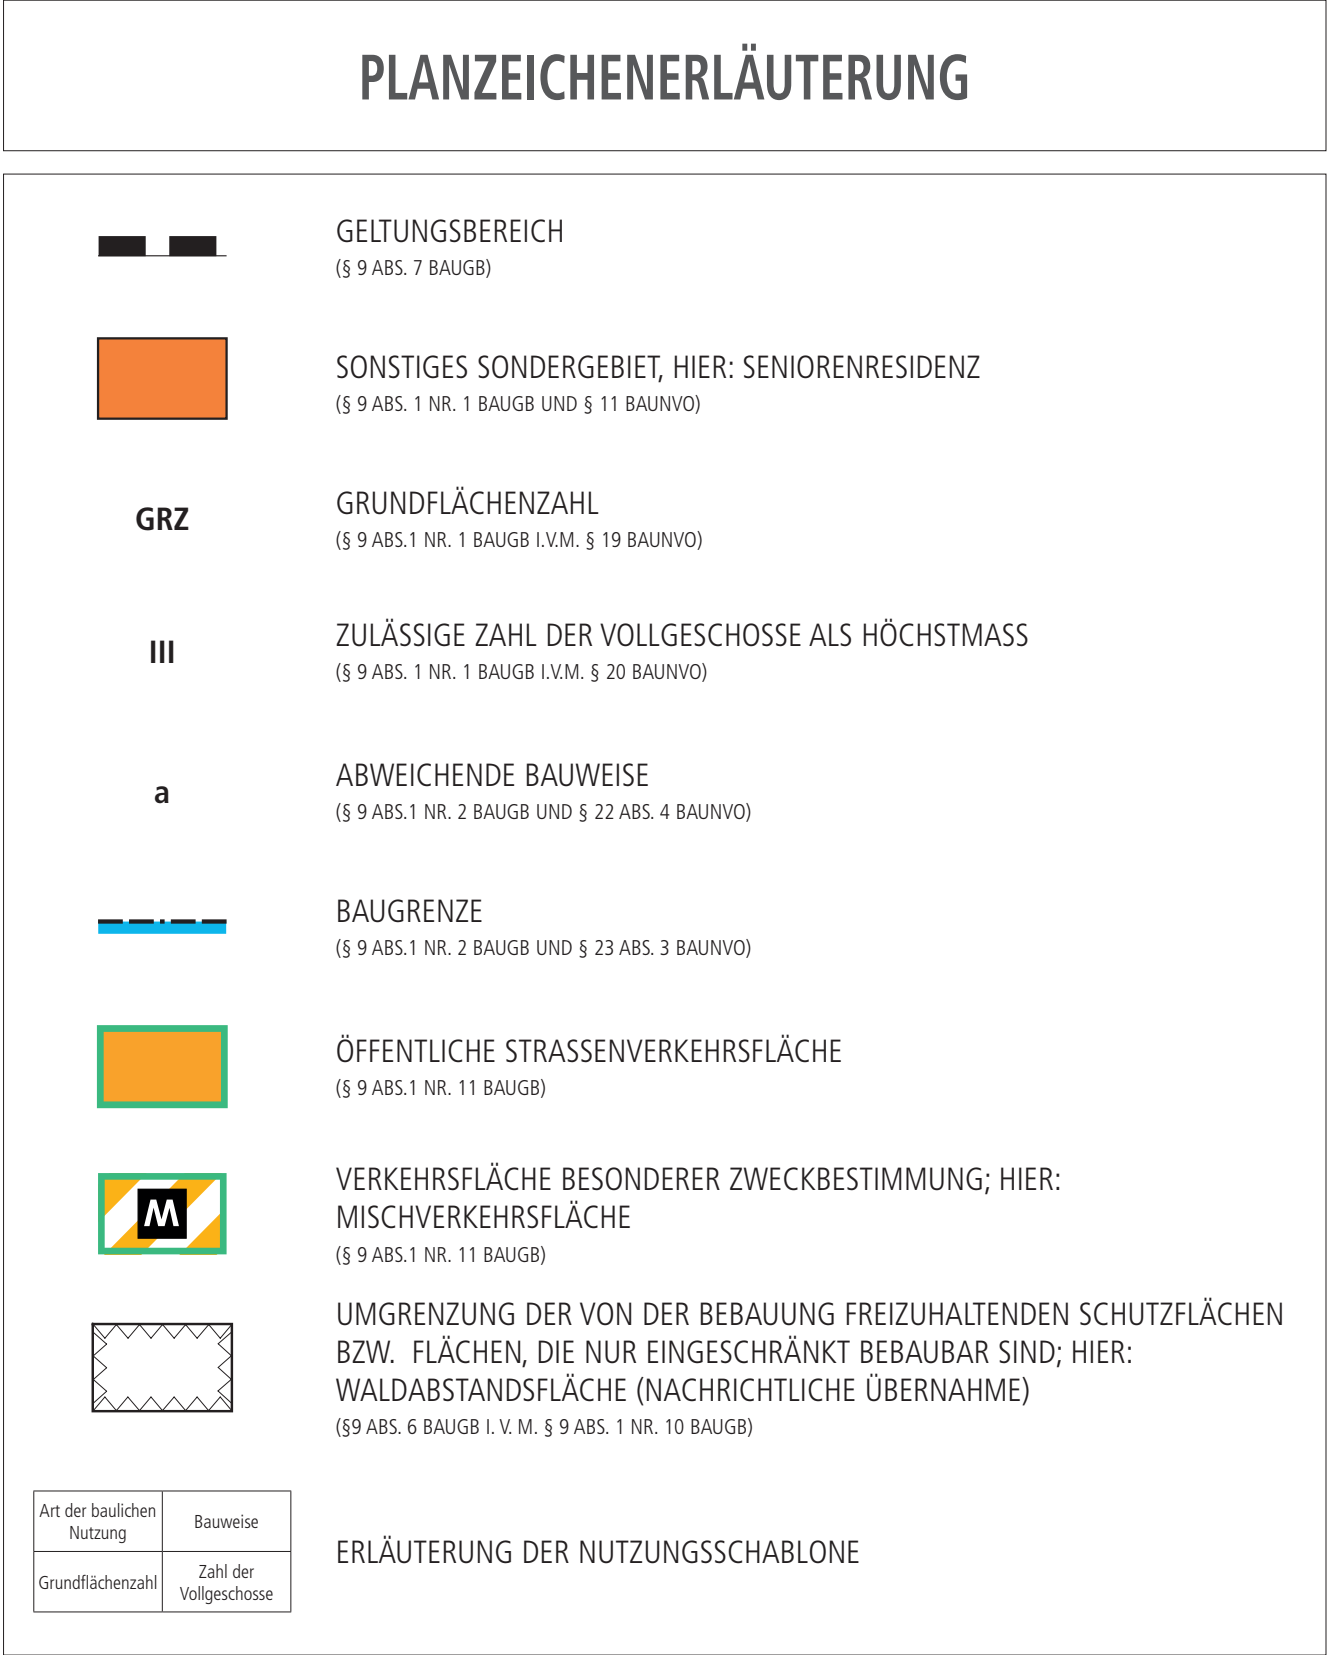 PLANZEICHENERLÄUTERUNG
GELTUNGSBEREICH
(§ 9 ABS. 7 BAUGB)
SONSTIGES SONDERGEBIET, HIER: SENIORENRESIDENZ
(§ 9 ABS. 1 NR. 1 BAUGB UND § 11 BAUNVO)
GRZ
GRUNDFLÄCHENZAHL
(§ 9 ABS.1 NR. 1 BAUGB I.V.M. § 19 BAUNVO)
III
ZULÄSSIGE ZAHL DER VOLLGESCHOSSE ALS HÖCHSTMASS
(§ 9 ABS. 1 NR. 1 BAUGB I.V.M. § 20 BAUNVO)
a
ABWEICHENDE BAUWEISE
(§ 9 ABS.1 NR. 2 BAUGB UND § 22 ABS. 4 BAUNVO)
BAUGRENZE
(§ 9 ABS.1 NR. 2 BAUGB UND § 23 ABS. 3 BAUNVO)
ÖFFENTLICHE STRASSENVERKEHRSFLÄCHE
(§ 9 ABS.1 NR. 11 BAUGB)
M
VERKEHRSFLÄCHE BESONDERER ZWECKBESTIMMUNG; HIER:
MISCHVERKEHRSFLÄCHE
(§ 9 ABS.1 NR. 11 BAUGB)
UMGRENZUNG DER VON DER BEBAUUNG FREIZUHALTENDEN SCHUTZFLÄCHEN
BZW. FLÄCHEN, DIE NUR EINGESCHRÄNKT BEBAUBAR SIND; HIER:
WALDABSTANDSFLÄCHE (NACHRICHTLICHE ÜBERNAHME)
(§9 ABS. 6 BAUGB I. V. M. § 9 ABS. 1 NR. 10 BAUGB)
Art der baulichen
Nutzung
Bauweise
Grundflächenzahl
Zahl der
Vollgeschosse
ERLÄUTERUNG DER NUTZUNGSSCHABLONE